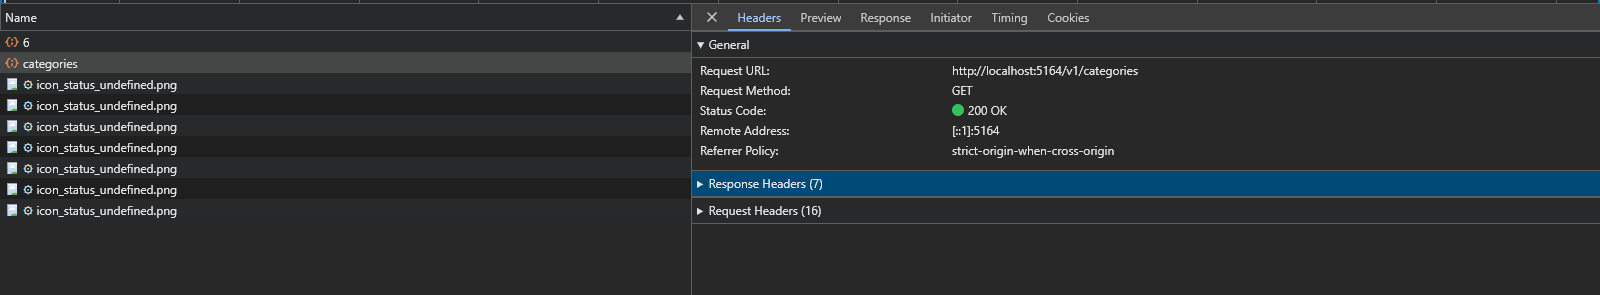 Name
6
categories
icon_status_undefined.png
icon_status_undefined.png
icon_status_undefined.png
icon_status_undefined.png
icon_status_undefined.png
icon_status_undefined.png
icon_status_undefined.png
Headers Preview Response Initiator Timing Cookies
General
Request URL: http://localhost:5164/v1/categories
Request Method: GET
Status Code: 200 OK
Remote Address: [::1]:5164
Referrer Policy: strict-origin-when-cross-origin
Response Headers (7)
Request Headers (16)